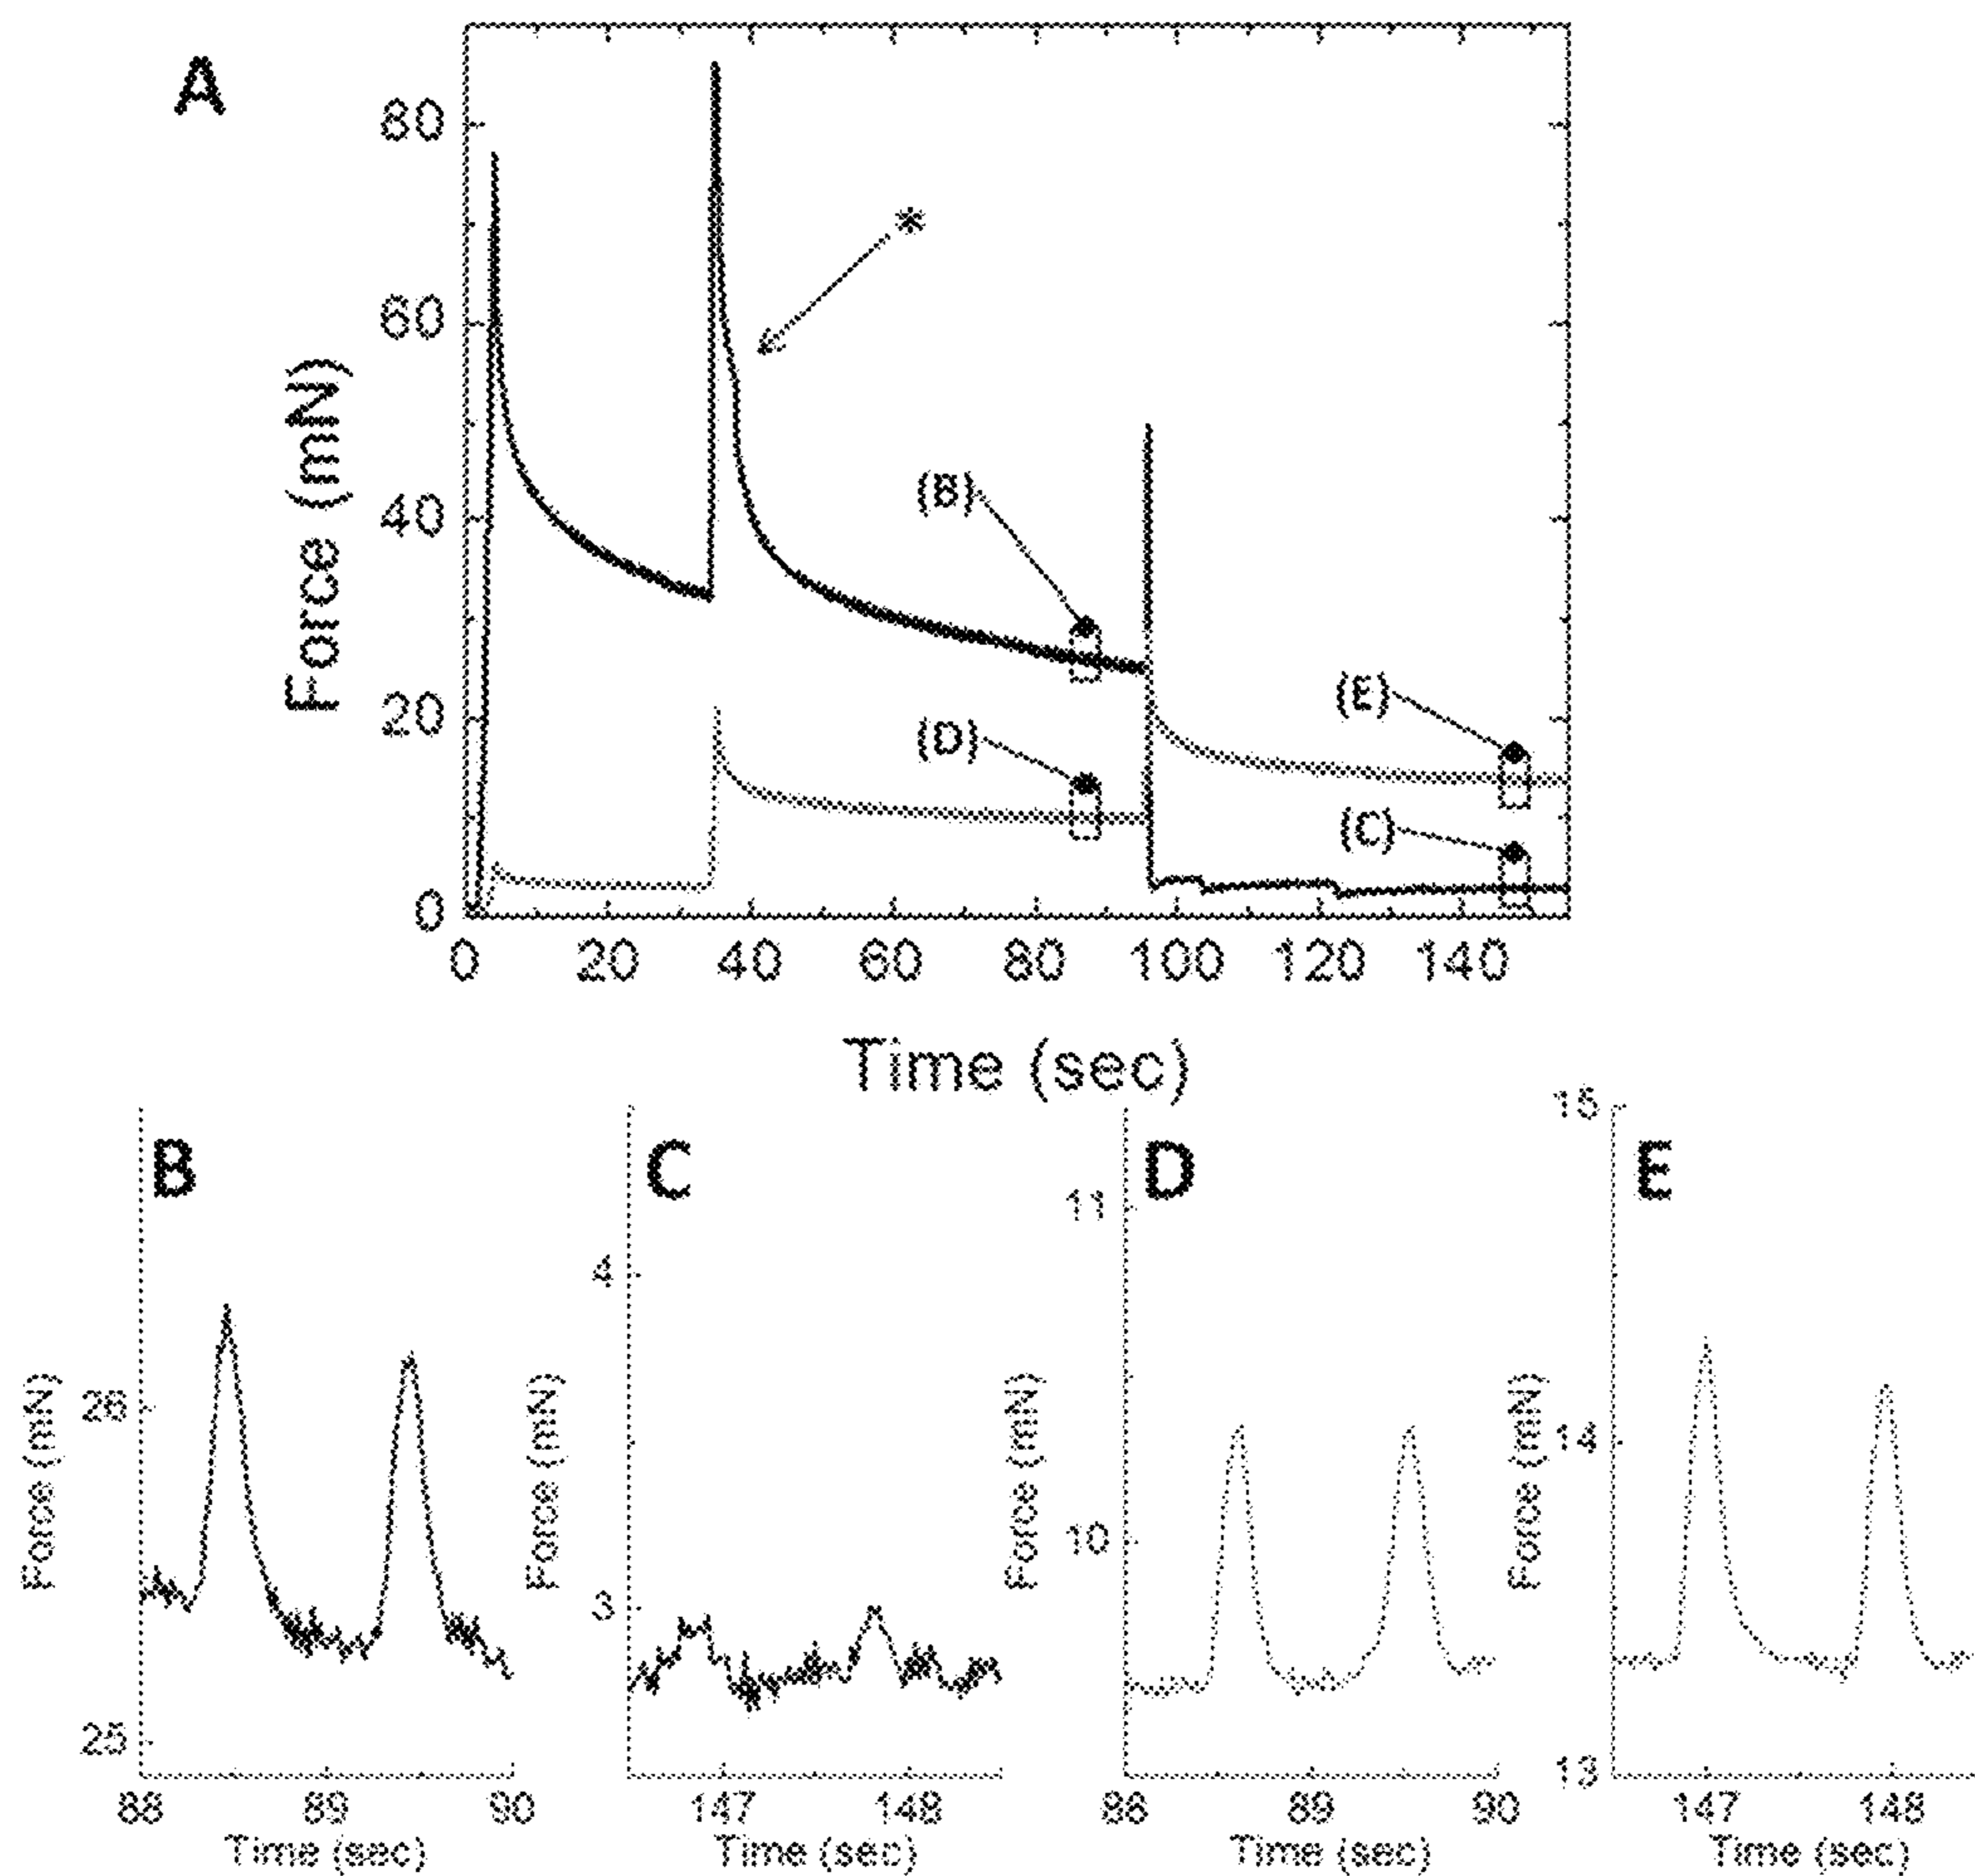 A
80
60
40
20
0
Force (mN)
*
(B)
(D)
(E)
(C)
0 20 40 60 80 100 120 140
Time (sec)
B
26
25
Force (mN)
88 89 90
Time (sec)
C
4
3
Force (mN)
147 148
Time (sec)
D
11
10
Force (mN)
88 89 90
Time (sec)
E
15
14
13
Force (mN)
147 148
Time (sec)